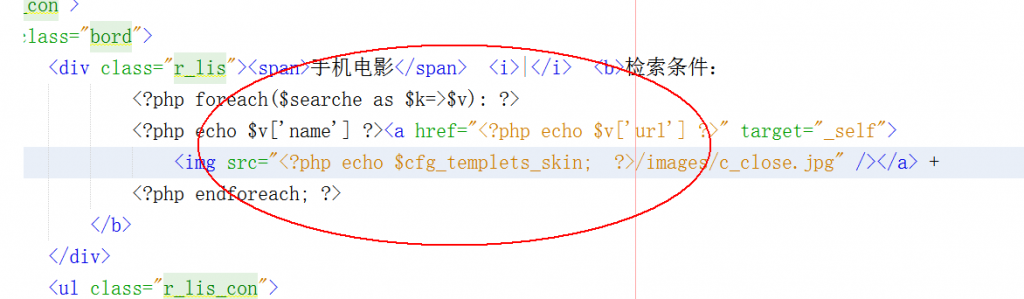 _con >
class="bord">
<div class="r_lis"><span>手机电影</span> <i>|</i> <b>检索条件:
<?php foreach($searche as $k=>$v): ?>
<?php echo $v['name'] ?><a href="<?php echo $v['url'] ?>" target="_self">
<img src="<?php echo $cfg_templets_skin; ?>/images/c_close.jpg" /></a> +
<?php endforeach; ?>
</b>
</div>
<ul class="r_lis_con">